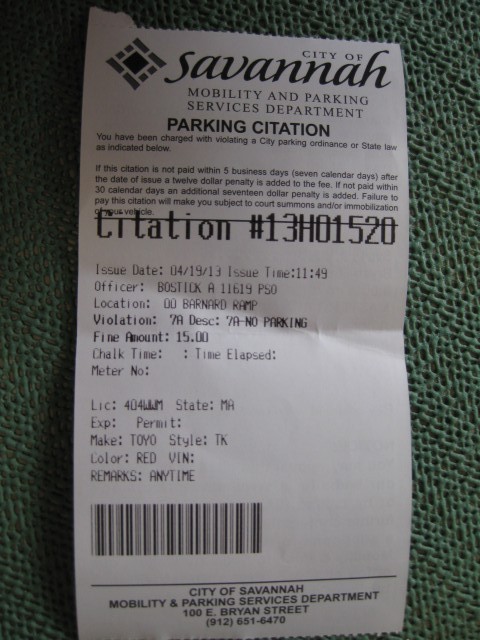 CITY OF
Savannah
MOBILITY AND PARKING
SERVICES DEPARTMENT
PARKING CITATION
You have been charged with violating a City parking ordinance or State law
as indicated below.
If this citation is not paid within 5 business days (seven calendar days) after
the date of issue a twelve dollar penalty is added to the fee. If not paid within
30 calendar days an additional seventeen dollar penalty is added. Failure to
pay this citation will make you subject to court summons and/or immobilization
of your vehicle.
Citation #13H01520
Issue Date: 04/19/13 Issue Time:11:49
Officer: BOSTICK A 11619 PSO
Location: 00 BARNARD RAMP
Violation: 7A Desc: 7A-NO PARKING
Fine Amount: 15.00
Chalk Time: : Time Elapsed:
Meter No:
Lic: 404WWM State: MA
Exp: Permit:
Make: TOYO Style: TK
Color: RED VIN:
REMARKS: ANYTIME
CITY OF SAVANNAH
MOBILITY & PARKING SERVICES DEPARTMENT
100 E. BRYAN STREET
(912) 651-6470